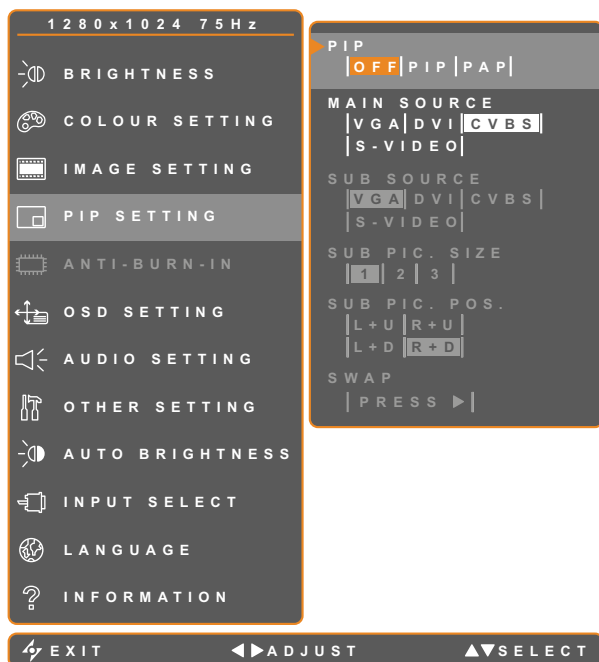 1280x1024 75Hz
BRIGHTNESS
COLOUR SETTING
IMAGE SETTING
PIP SETTING
ANTI-BURN-IN
OSD SETTING
AUDIO SETTING
OTHER SETTING
AUTO BRIGHTNESS
INPUT SELECT
LANGUAGE
INFORMATION
PIP
OFF PIP PAP
MAIN SOURCE
VGA DVI CVBS
S-VIDEO
SUB SOURCE
VGA DVI CVBS
S-VIDEO
SUB PIC. SIZE
1 2 3
SUB PIC. POS.
L+U R+U
L+D R+D
SWAP
PRESS ▶
EXIT ◀▶ADJUST ▲▼SELECT